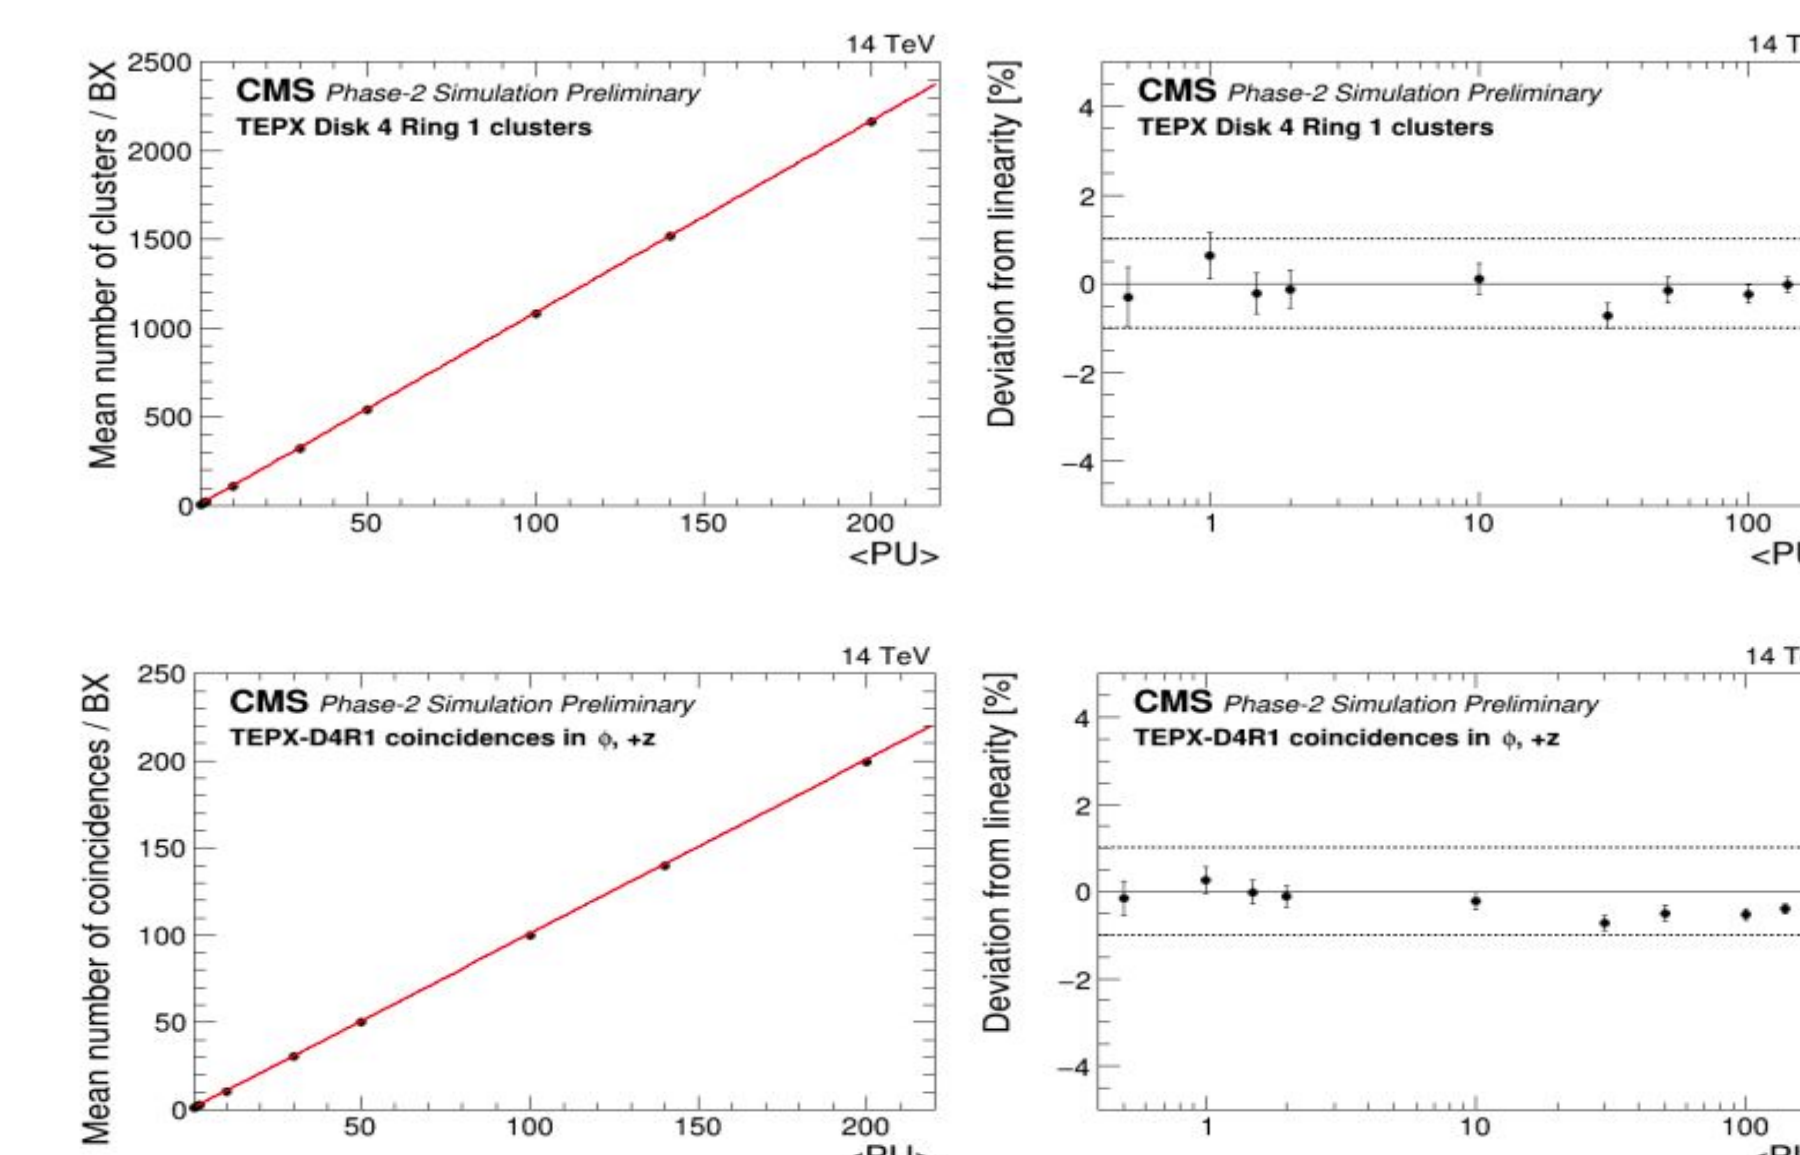 14 TeV
Mean number of clusters / BX
CMS Phase-2 Simulation Preliminary
TEPX Disk 4 Ring 1 clusters
2500
2000
1500
1000
500
0
50 100 150 200
<PU>
14 T
Deviation from linearity [%]
CMS Phase-2 Simulation Preliminary
TEPX Disk 4 Ring 1 clusters
4
2
0
−2
−4
1 10 100
<PU
14 TeV
Mean number of coincidences / BX
CMS Phase-2 Simulation Preliminary
TEPX-D4R1 coincidences in ϕ, +z
250
200
150
100
50
0
50 100 150 200
<PU>
14 T
Deviation from linearity [%]
CMS Phase-2 Simulation Preliminary
TEPX-D4R1 coincidences in ϕ, +z
4
2
0
−2
−4
1 10 100